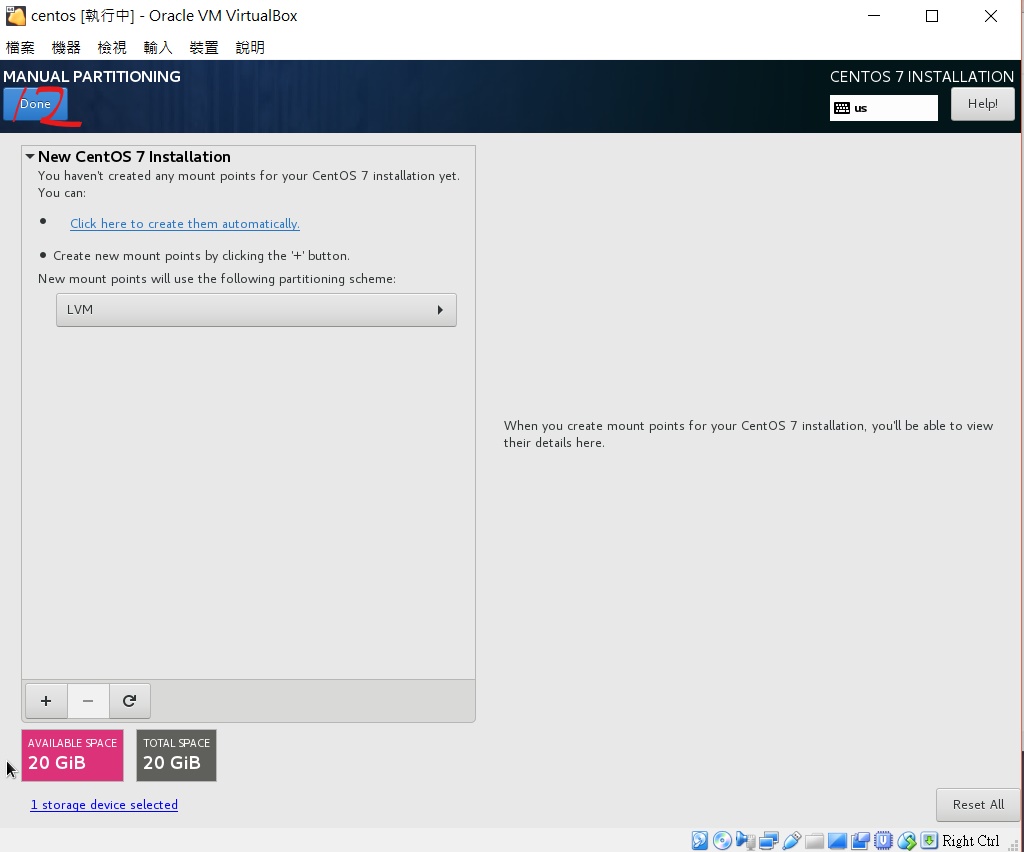 centos [執行中] - Oracle VM VirtualBox
檔案 機器 檢視 輸入 裝置 說明
MANUAL PARTITIONING
CENTOS 7 INSTALLATION
Done
12
us
Help!
New CentOS 7 Installation
You haven't created any mount points for your CentOS 7 installation yet.
You can:
Click here to create them automatically.
Create new mount points by clicking the '+' button.
New mount points will use the following partitioning scheme:
LVM
When you create mount points for your CentOS 7 installation, you'll be able to view
their details here.
+ −
AVAILABLE SPACE
20 GiB
TOTAL SPACE
20 GiB
1 storage device selected
Reset All
Right Ctrl